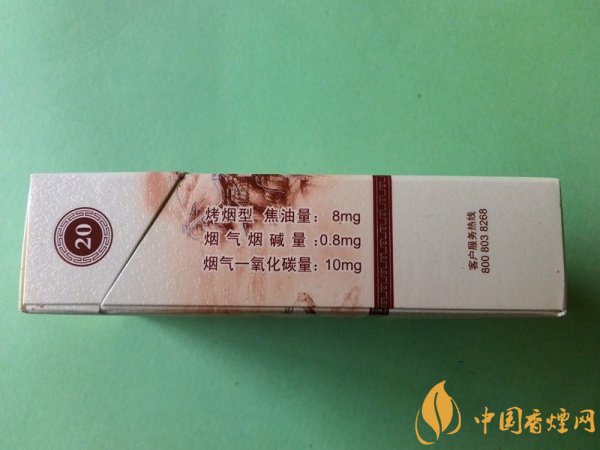 20
烤烟型 焦油量： 8mg
烟气烟碱量：0.8mg
烟气一氧化碳量：10mg
客户服务热线
800 803 8268
中国香煙网